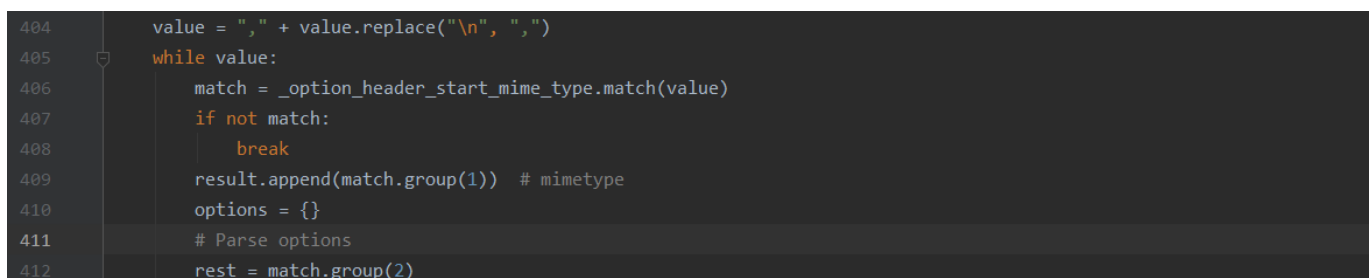 404 value = "," + value.replace("\n", ",")
405 while value:
406 match = _option_header_start_mime_type.match(value)
407 if not match:
408 break
409 result.append(match.group(1))  # mimetype
410 options = {}
411 # Parse options
412 rest = match.group(2)